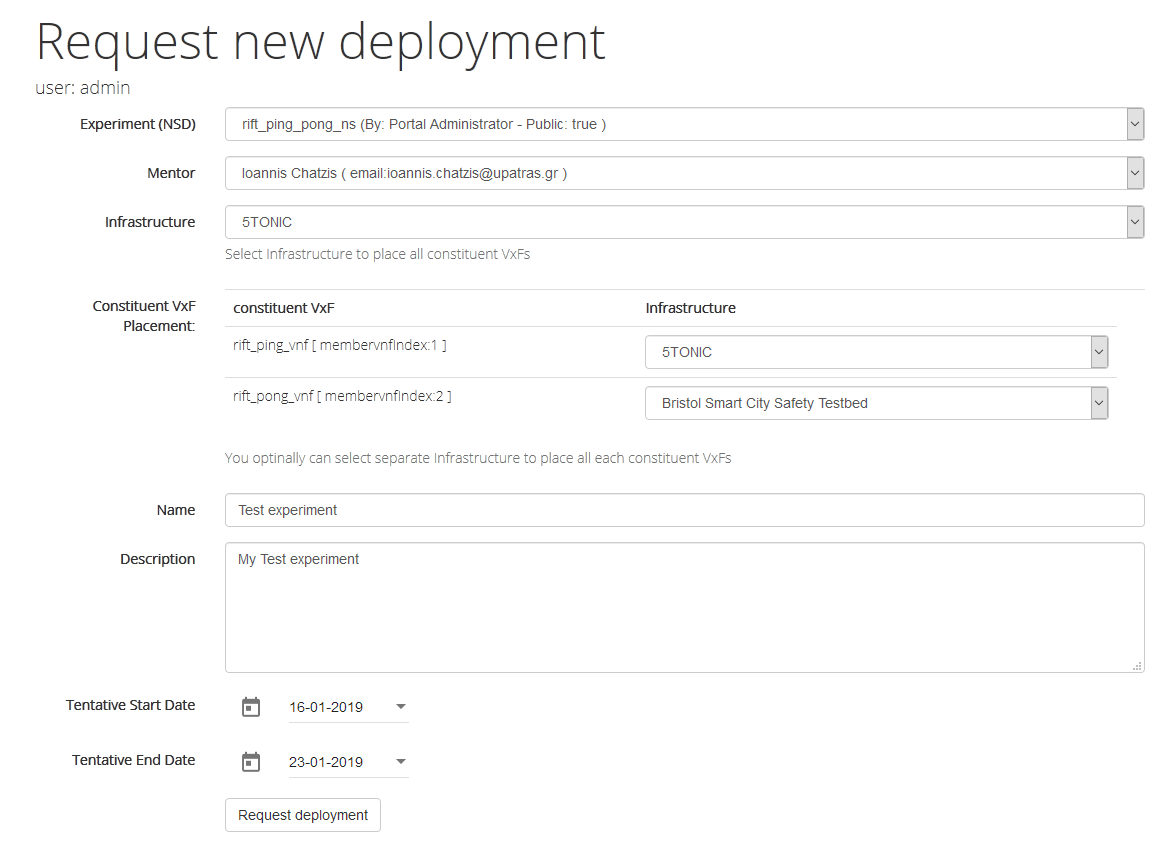 Request new deployment
user: admin
Experiment (NSD)
rift_ping_pong_ns (By: Portal Administrator - Public: true )
Mentor
Ioannis Chatzis ( email:ioannis.chatzis@upatras.gr )
Infrastructure
5TONIC
Select Infrastructure to place all constituent VxFs
Constituent VxF
Placement:
constituent VxF
Infrastructure
rift_ping_vnf [ membervnfIndex:1 ]
5TONIC
rift_pong_vnf [ membervnfIndex:2 ]
Bristol Smart City Safety Testbed
You optinally can select separate Infrastructure to place all each constituent VxFs
Name
Test experiment
Description
My Test experiment
Tentative Start Date
16-01-2019
Tentative End Date
23-01-2019
Request deployment